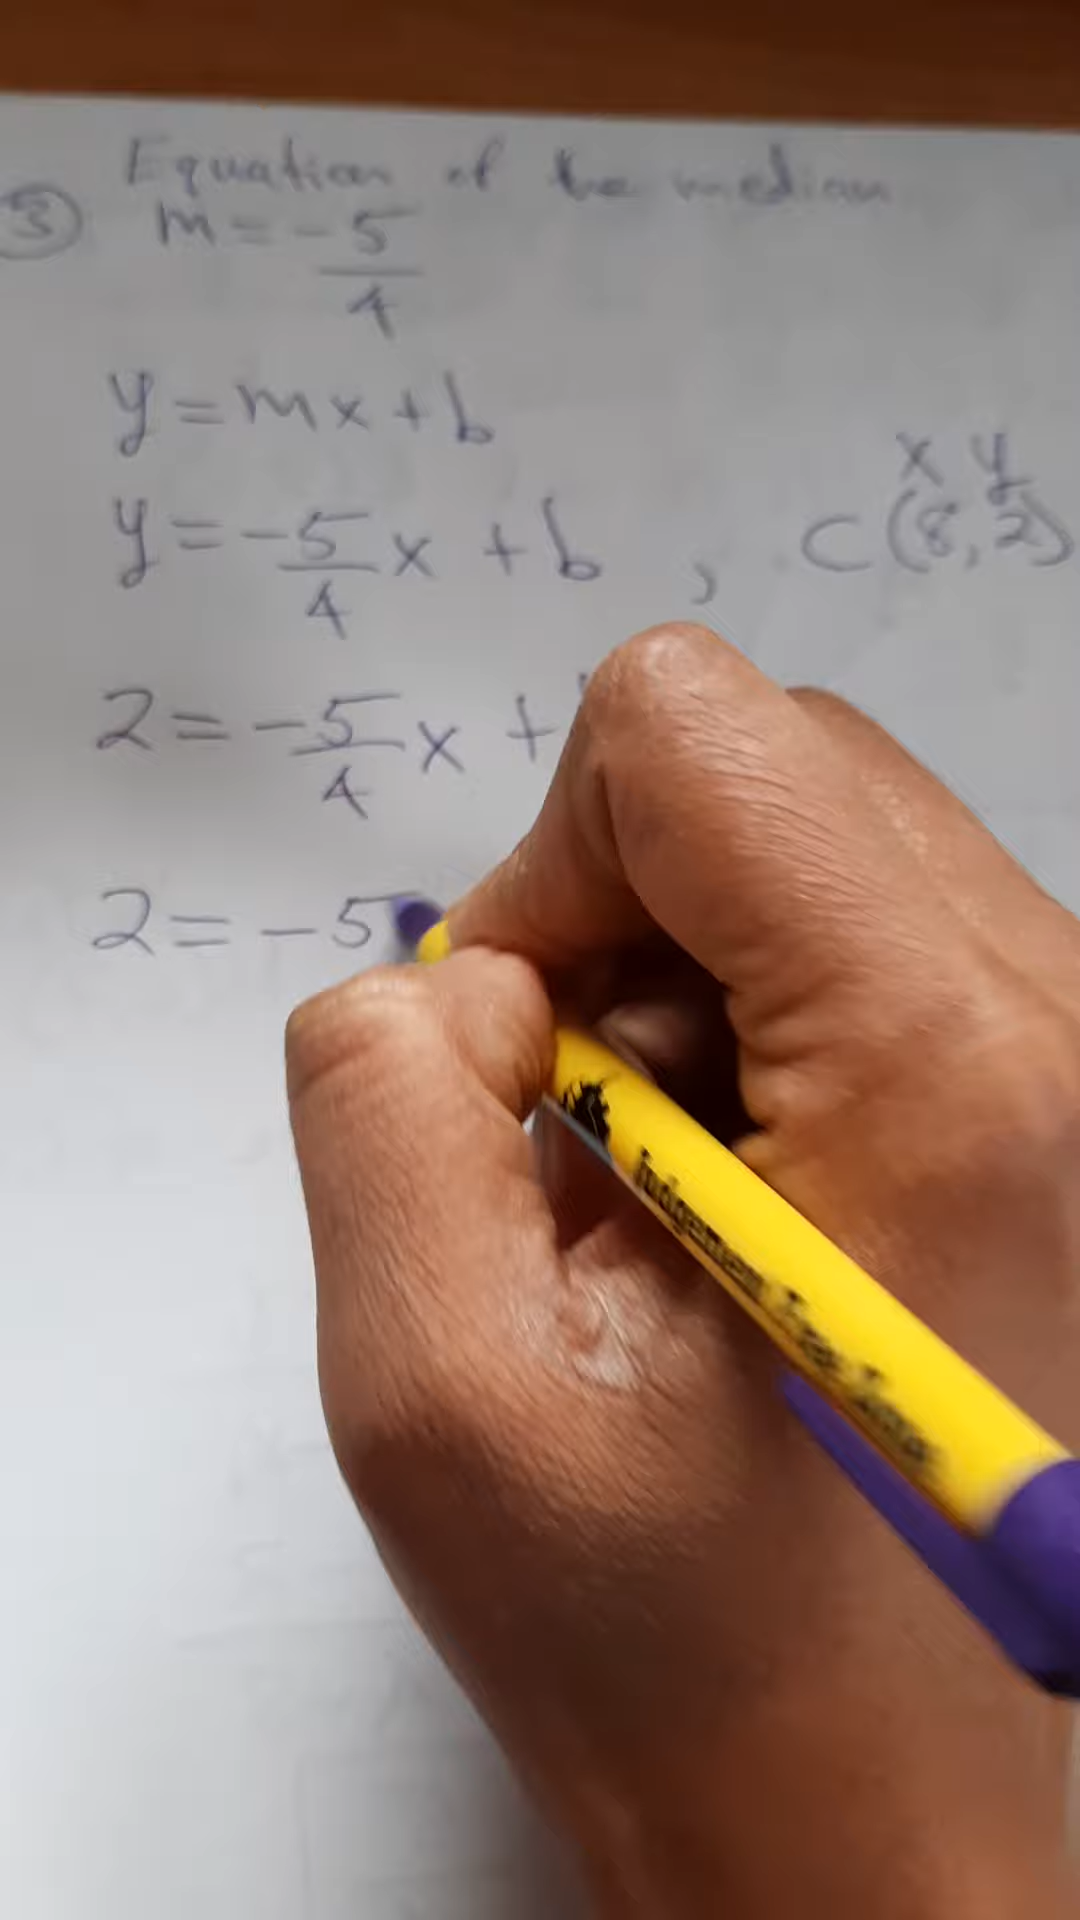 Equation of the median
③ m = -5/4
y = mx + b
x y
y = -5/4 x + b , C (8, 2)
2 = -5/4 x +
2 = -5